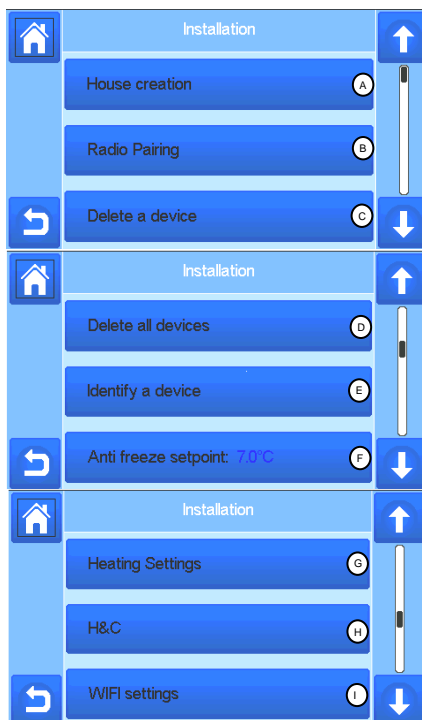 Installation
House creation A
Radio Pairing B
Delete a device C
Installation
Delete all devices D
Identify a device E
Anti freeze setpoint: 7.0°C F
Installation
Heating Settings G
H&C H
WIFI settings I